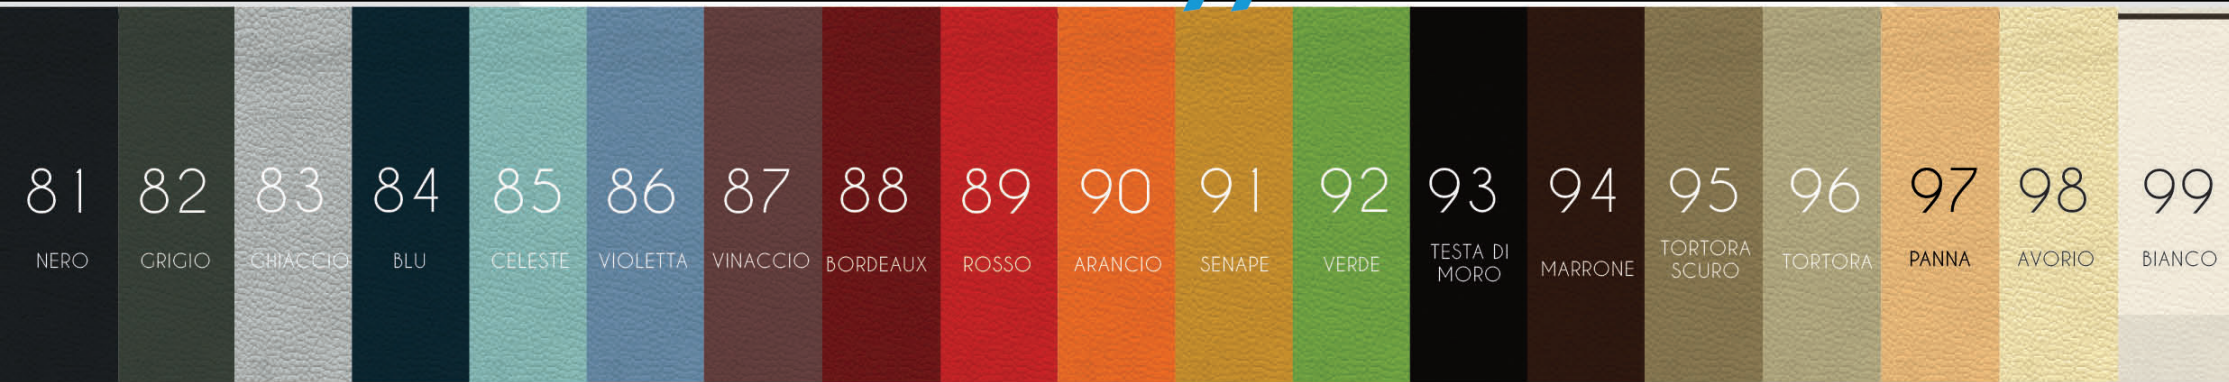 81
NERO
82
GRIGIO
83
GHIACCIO
84
BLU
85
CELESTE
86
VIOLETTA
87
VINACCIO
88
BORDEAUX
89
ROSSO
90
ARANCIO
91
SENAPE
92
VERDE
93
TESTA DI
MORO
94
MARRONE
95
TORTORA
SCURO
96
TORTORA
97
PANNA
98
AVORIO
99
BIANCO